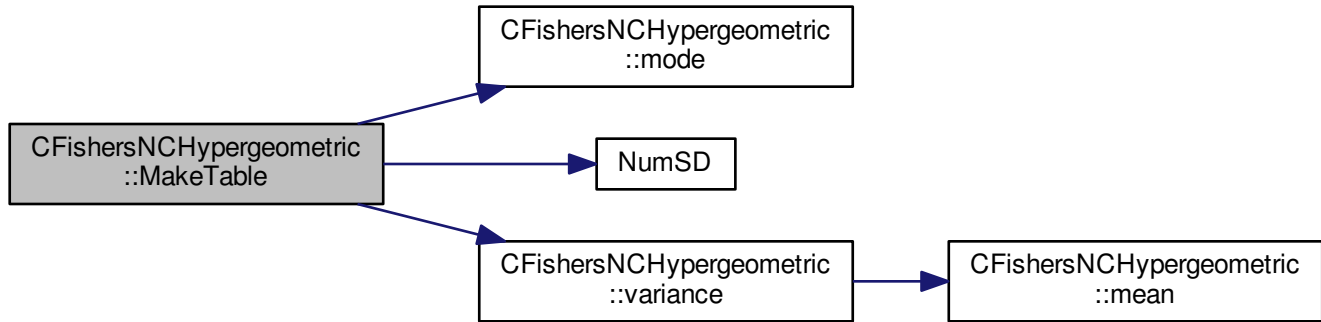 CFishersNCHypergeometric
::MakeTable
CFishersNCHypergeometric
::mode
NumSD
CFishersNCHypergeometric
::variance
CFishersNCHypergeometric
::mean